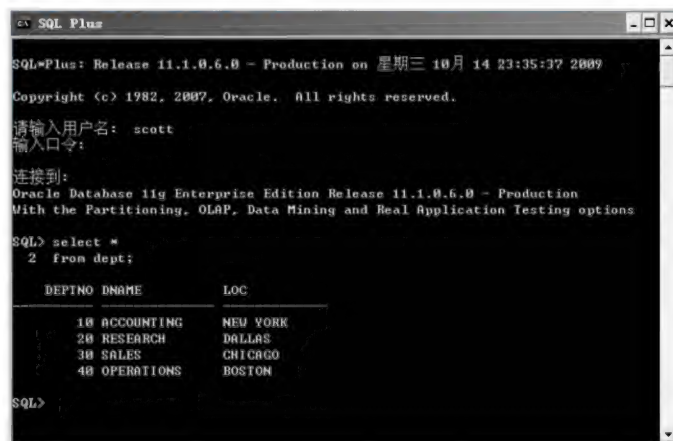 SQL Plus
SQL*Plus: Release 11.1.0.6.0 - Production on 星期三 10月 14 23:35:37 2009
Copyright (c) 1982, 2007, Oracle.  All rights reserved.
请输入用户名:  scott
输入口令:
连接到:
Oracle Database 11g Enterprise Edition Release 11.1.0.6.0 - Production
With the Partitioning, OLAP, Data Mining and Real Application Testing options
SQL> select *
  2  from dept;
    DEPTNO DNAME          LOC
        10 ACCOUNTING     NEW YORK
        20 RESEARCH       DALLAS
        30 SALES          CHICAGO
        40 OPERATIONS     BOSTON
SQL>